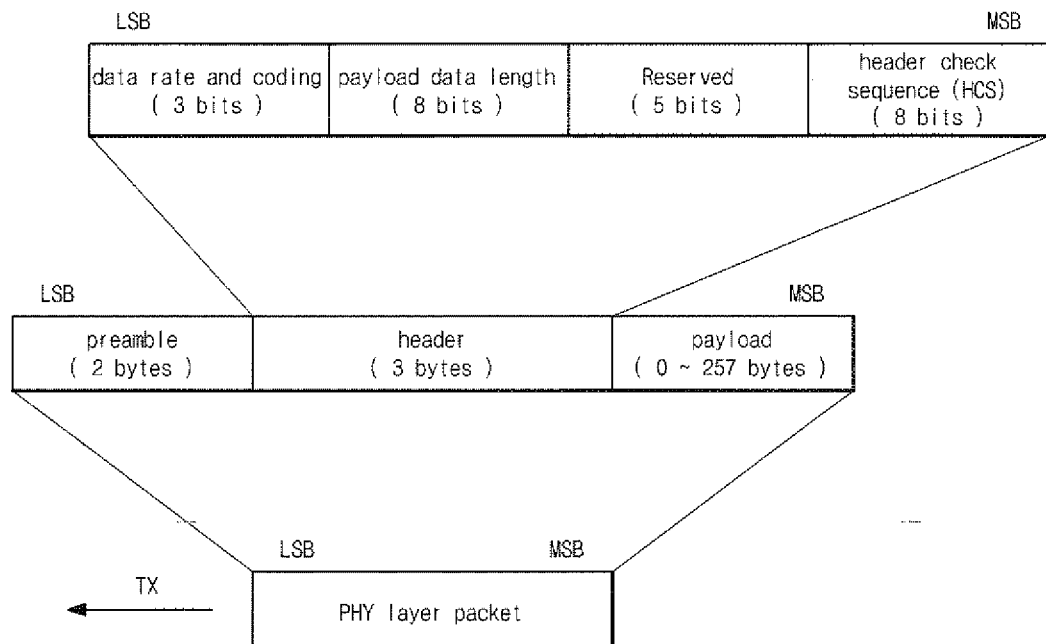 LSB MSB
data rate and coding
( 3 bits )
payload data length
( 8 bits )
Reserved
( 5 bits )
header check
sequence (HCS)
( 8 bits )
LSB MSB
preamble
( 2 bytes )
header
( 3 bytes )
payload
( 0 ~ 257 bytes )
LSB MSB
TX
PHY layer packet